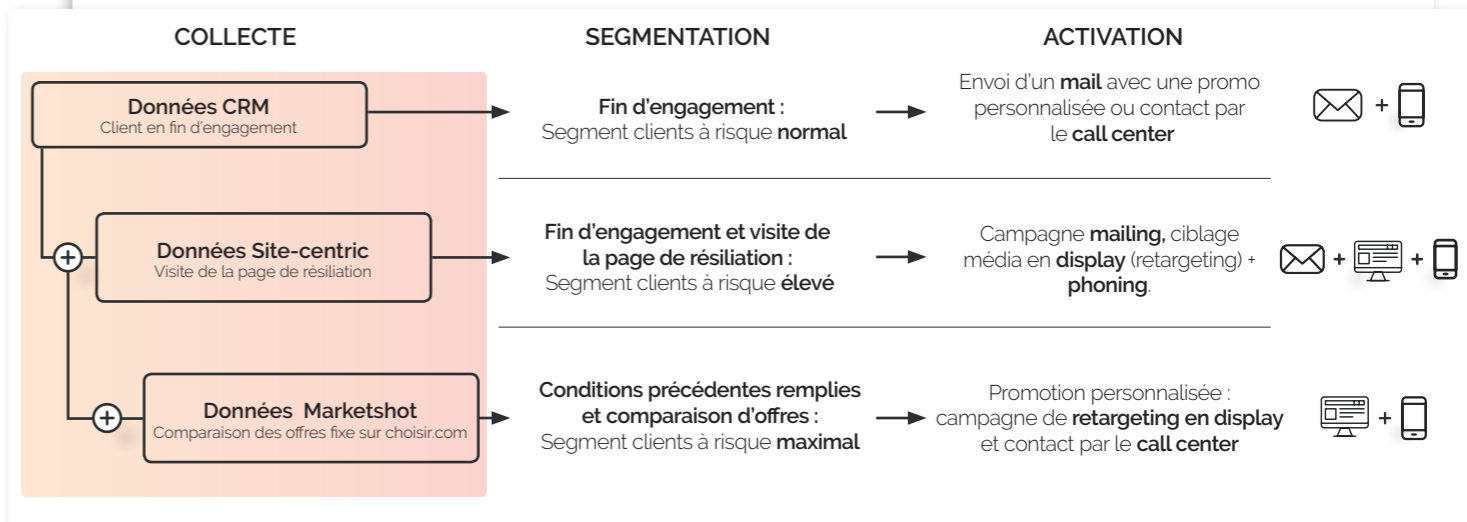 COLLECTE
SEGMENTATION
ACTIVATION
Données CRM
Client en fin d'engagement
Fin d'engagement :
Segment clients à risque normal
Envoi d'un mail avec une promo
personnalisée ou contact par
le call center
+
+
Données Site-centric
Visite de la page de résiliation
Fin d'engagement et visite de
la page de résiliation :
Segment clients à risque élevé
Campagne mailing, ciblage
média en display (retargeting) +
phoning.
+ +
+
Données Marketshot
Comparaison des offres fixe sur choisir.com
Conditions précédentes remplies
et comparaison d'offres :
Segment clients à risque maximal
Promotion personnalisée :
campagne de retargeting en display
et contact par le call center
+